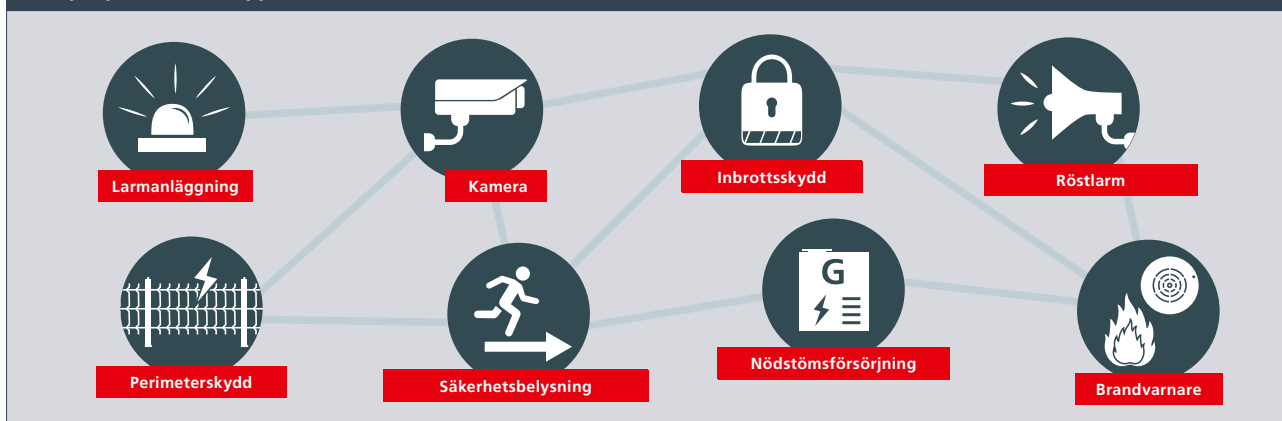 Larmanläggning
Kamera
Inbrottsskydd
Röstlarm
G
Perimeterskydd
Säkerhetsbelysning
Nödstömsförsörjning
Brandvarnare